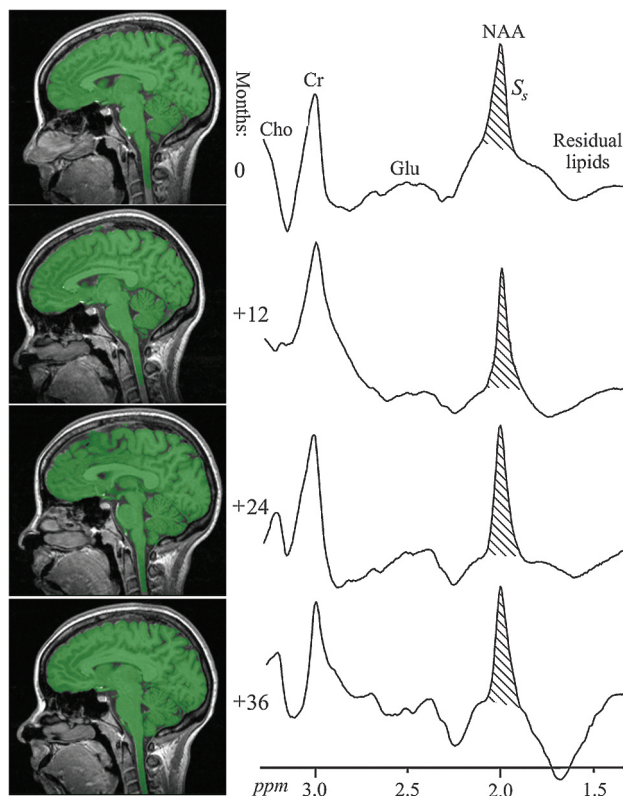 Months:
0
+12
+24
+36
Cho
Cr
Glu
NAA
Ss
Residual
lipids
ppm 3.0 2.5 2.0 1.5